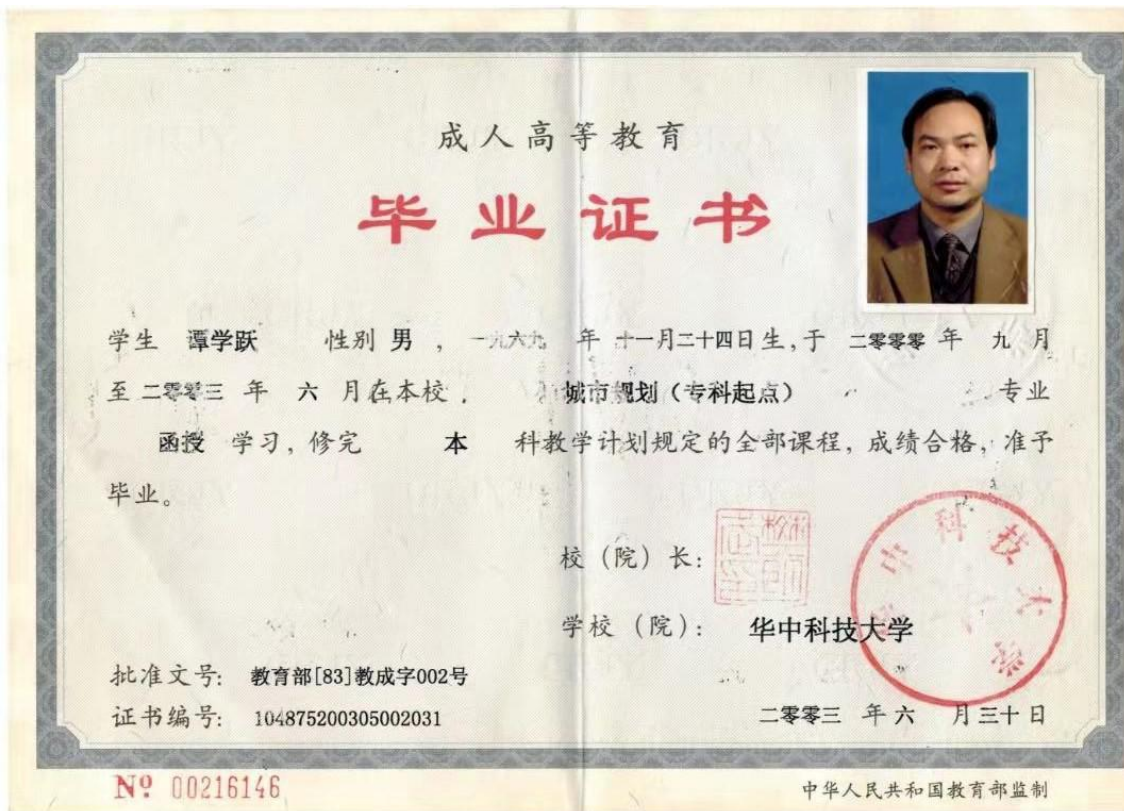 成人高等教育
毕业证书
学生 谭学跃 性别 男 , 一九六九 年 十一月二十四日生, 于 二零零零 年 九 月
至 二零零三 年 六 月在本校 城市规划（专科起点） 专业
函授 学习, 修完 本 科教学计划规定的全部课程, 成绩合格, 准予
毕业。
校（院）长:
学校（院）: 华中科技大学
华中科技大学
批准文号: 教育部[83]教成字002号
证书编号: 104875200305002031
二零零三 年 六 月三十日
№ 00216146
中华人民共和国教育部监制